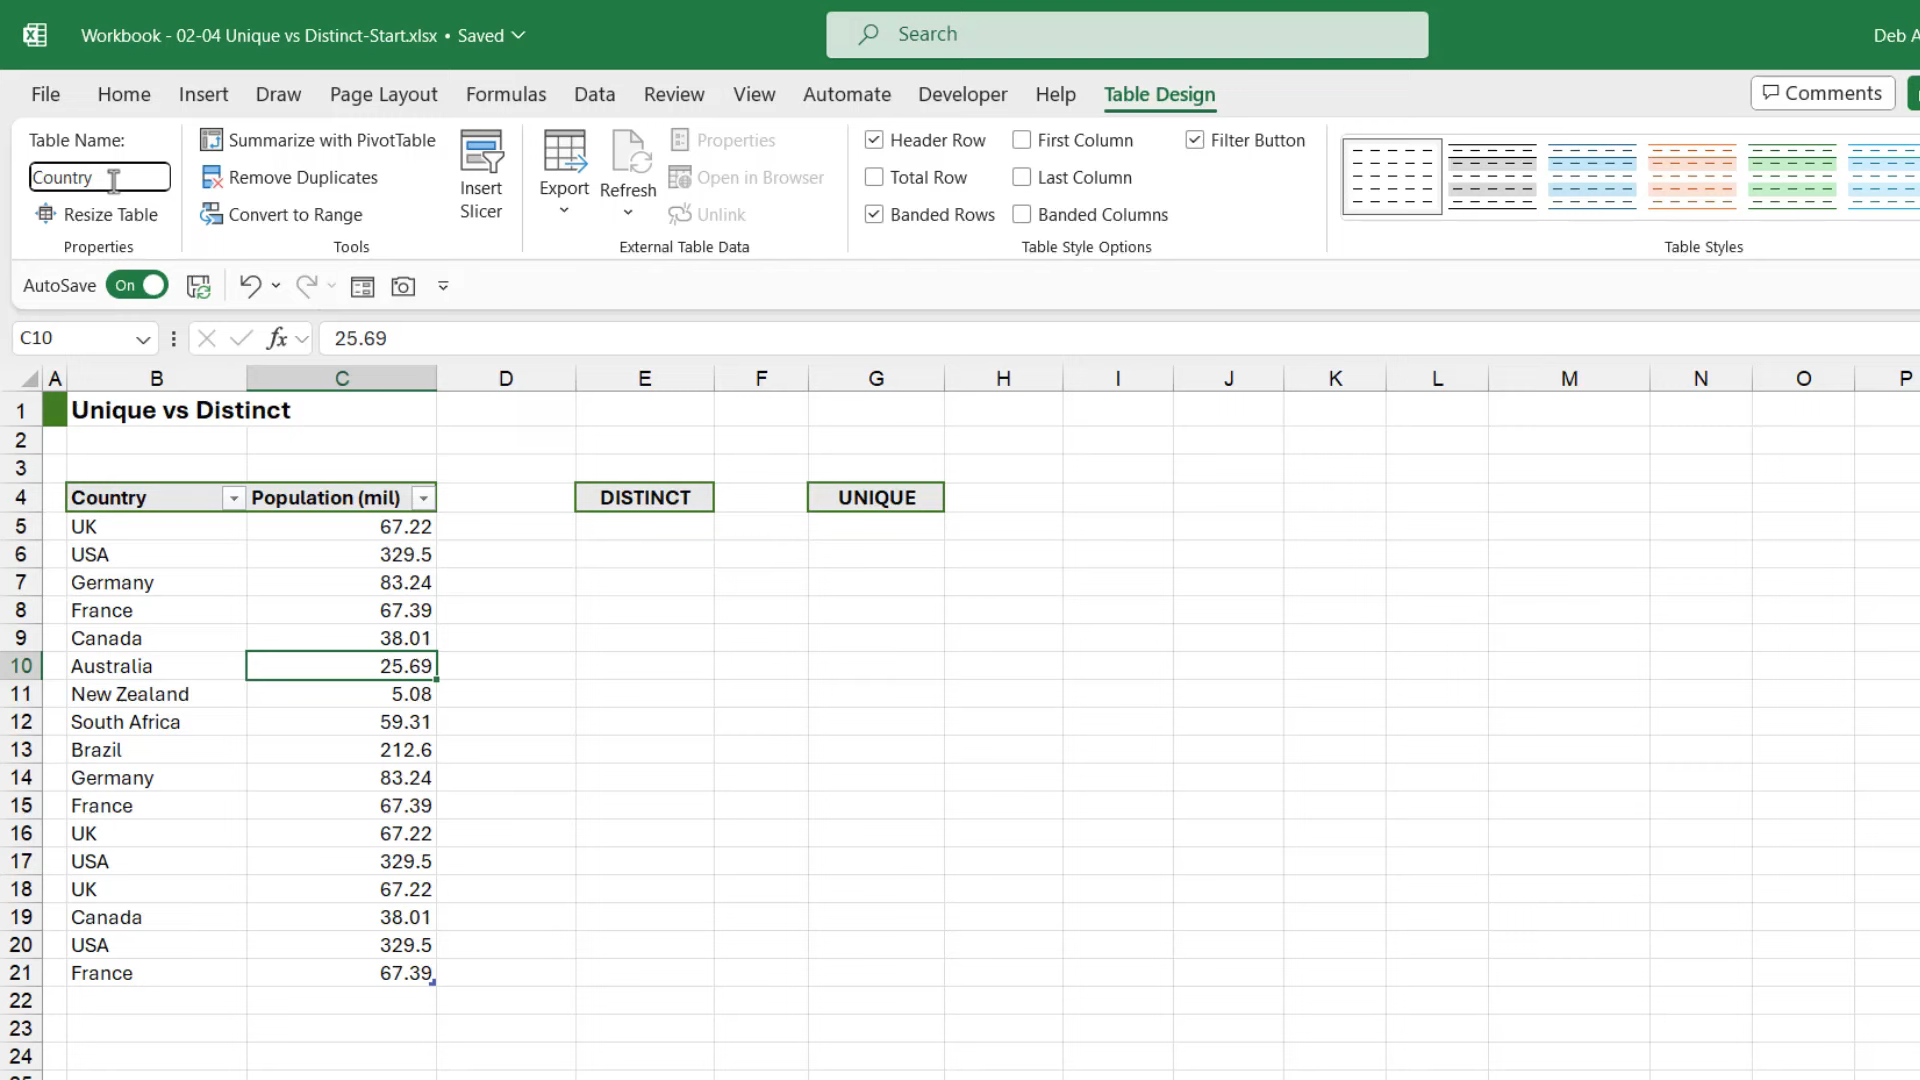 Workbook - 02-04 Unique vs Distinct-Start.xlsx • Saved
Search
Deb A
File Home Insert Draw Page Layout Formulas Data Review View Automate Developer Help Table Design
Comments
Table Name:
Country
Resize Table
Properties
Summarize with PivotTable
Remove Duplicates
Convert to Range
Tools
Insert
Slicer
Export
Refresh
Properties
Open in Browser
Unlink
External Table Data
Header Row First Column Filter Button
Total Row Last Column
Banded Rows Banded Columns
Table Style Options
Table Styles
AutoSave On
C10 fx 25.69
A B C D E F G H I J K L M N O P
1 Unique vs Distinct
2
3
4 Country Population (mil) DISTINCT UNIQUE
5 UK 67.22
6 USA 329.5
7 Germany 83.24
8 France 67.39
9 Canada 38.01
10 Australia 25.69
11 New Zealand 5.08
12 South Africa 59.31
13 Brazil 212.6
14 Germany 83.24
15 France 67.39
16 UK 67.22
17 USA 329.5
18 UK 67.22
19 Canada 38.01
20 USA 329.5
21 France 67.39
22
23
24